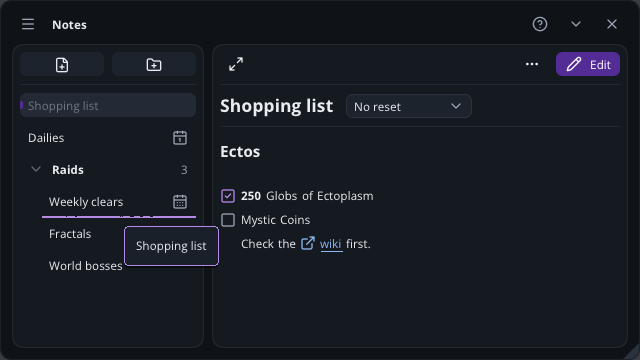 Notes
Edit
Shopping list
Dailies
Raids 3
Weekly clears
Fractals
World bosses
Shopping list
Shopping list No reset
Ectos
250 Globs of Ectoplasm
Mystic Coins
Check the wiki first.